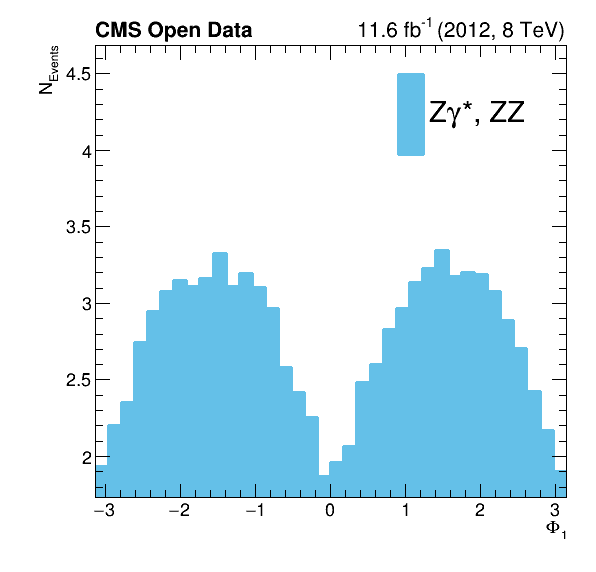 CMS Open Data 11.6 fb⁻¹ (2012, 8 TeV)
N_Events
4.5
Zγ*, ZZ
4
3.5
3
2.5
2
−3 −2 −1 0 1 2 3
Φ₁